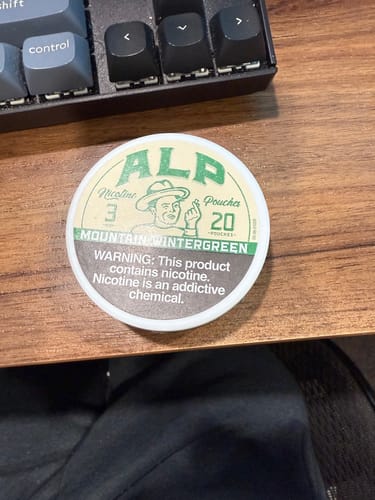 shift
control
<
>
ALP
Nicotine
Pouches
3
20
POUCHES
MOUNTAIN WINTERGREEN
WARNING: This product
contains nicotine.
Nicotine is an addictive
chemical.